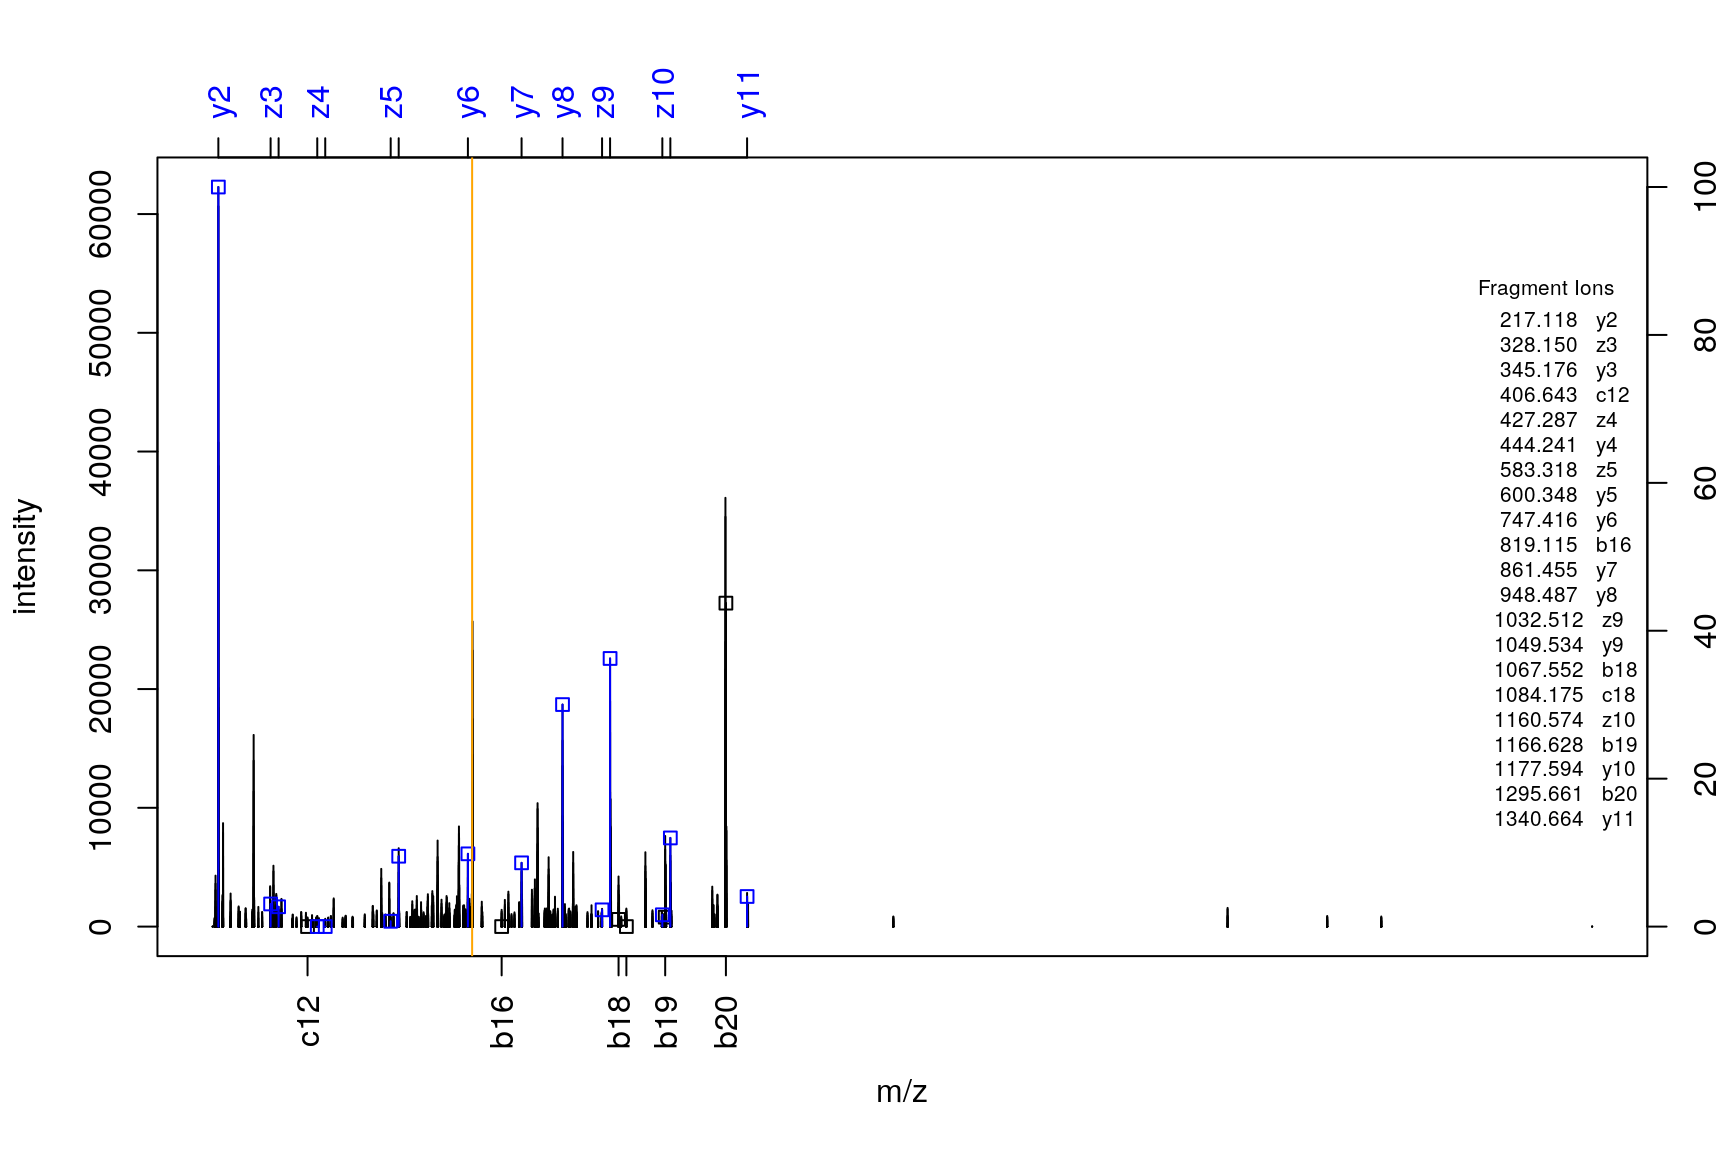 y2 z3 z4 z5 y6 y7 y8 z9 z10 y11
60000
50000
40000
30000
20000
10000
0
intensity
100
80
60
40
20
0
Fragment Ions
217.118 y2
328.150 z3
345.176 y3
406.643 c12
427.287 z4
444.241 y4
583.318 z5
600.348 y5
747.416 y6
819.115 b16
861.455 y7
948.487 y8
1032.512 z9
1049.534 y9
1067.552 b18
1084.175 c18
1160.574 z10
1166.628 b19
1177.594 y10
1295.661 b20
1340.664 y11
c12 b16 b18 b19 b20
m/z